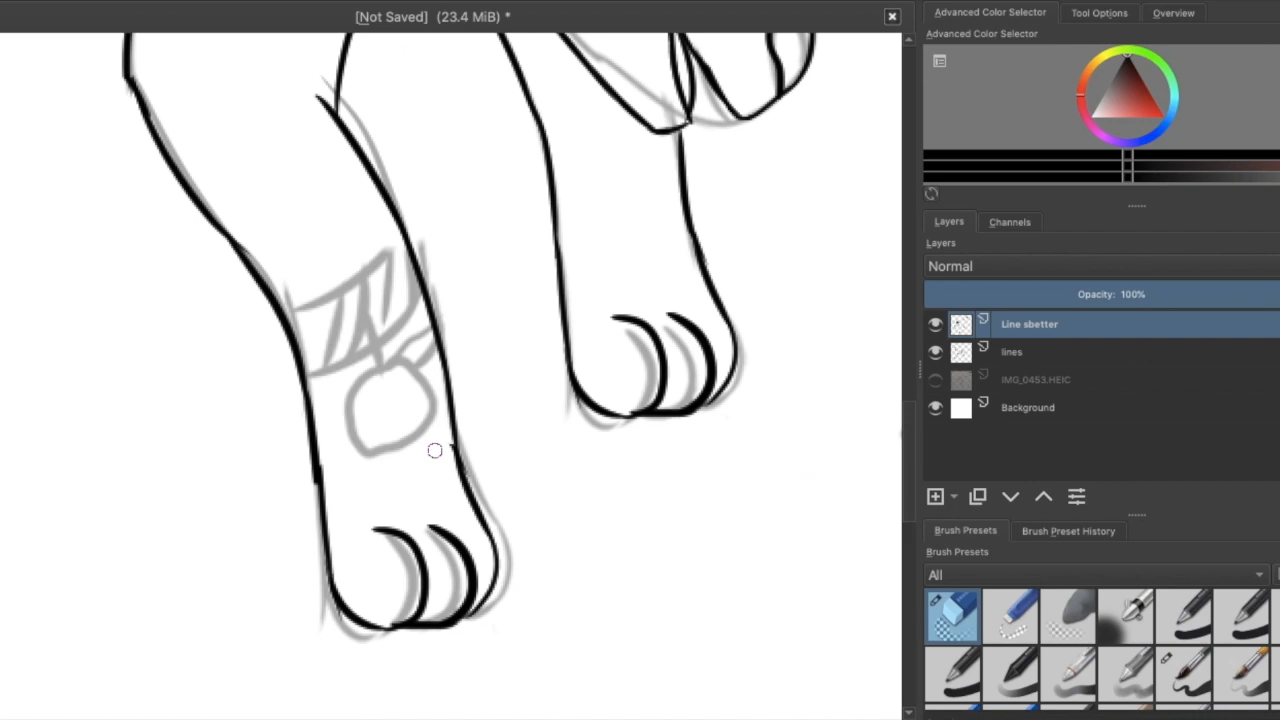 [Not Saved] (23.4 MiB) *
Advanced Color Selector
Tool Options
Overview
Advanced Color Selector
Layers
Channels
Layers
Normal
Opacity: 100%
Line sbetter
lines
IMG_0453.HEIC
Background
Brush Presets
Brush Preset History
Brush Presets
All